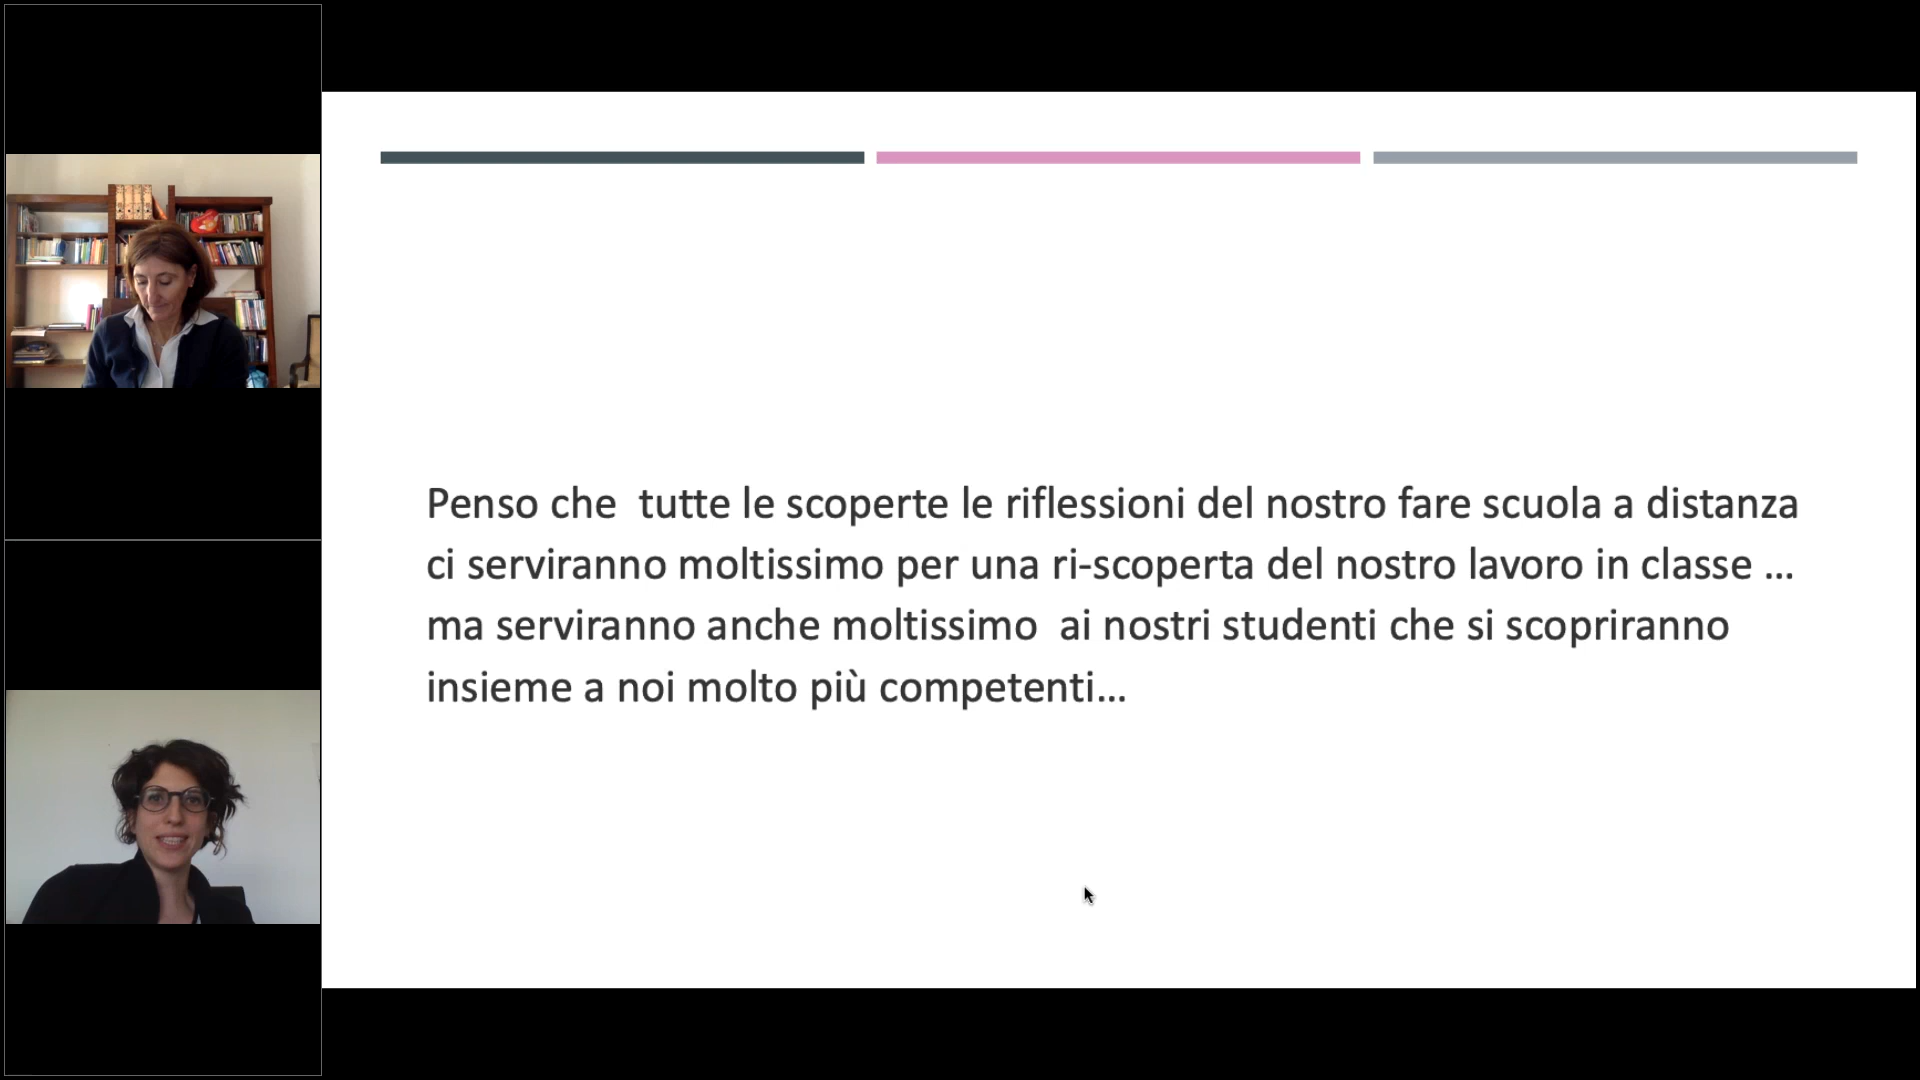 Penso che  tutte le scoperte le riflessioni del nostro fare scuola a distanza
ci serviranno moltissimo per una ri-scoperta del nostro lavoro in classe ...
ma serviranno anche moltissimo  ai nostri studenti che si scopriranno
insieme a noi molto più competenti...